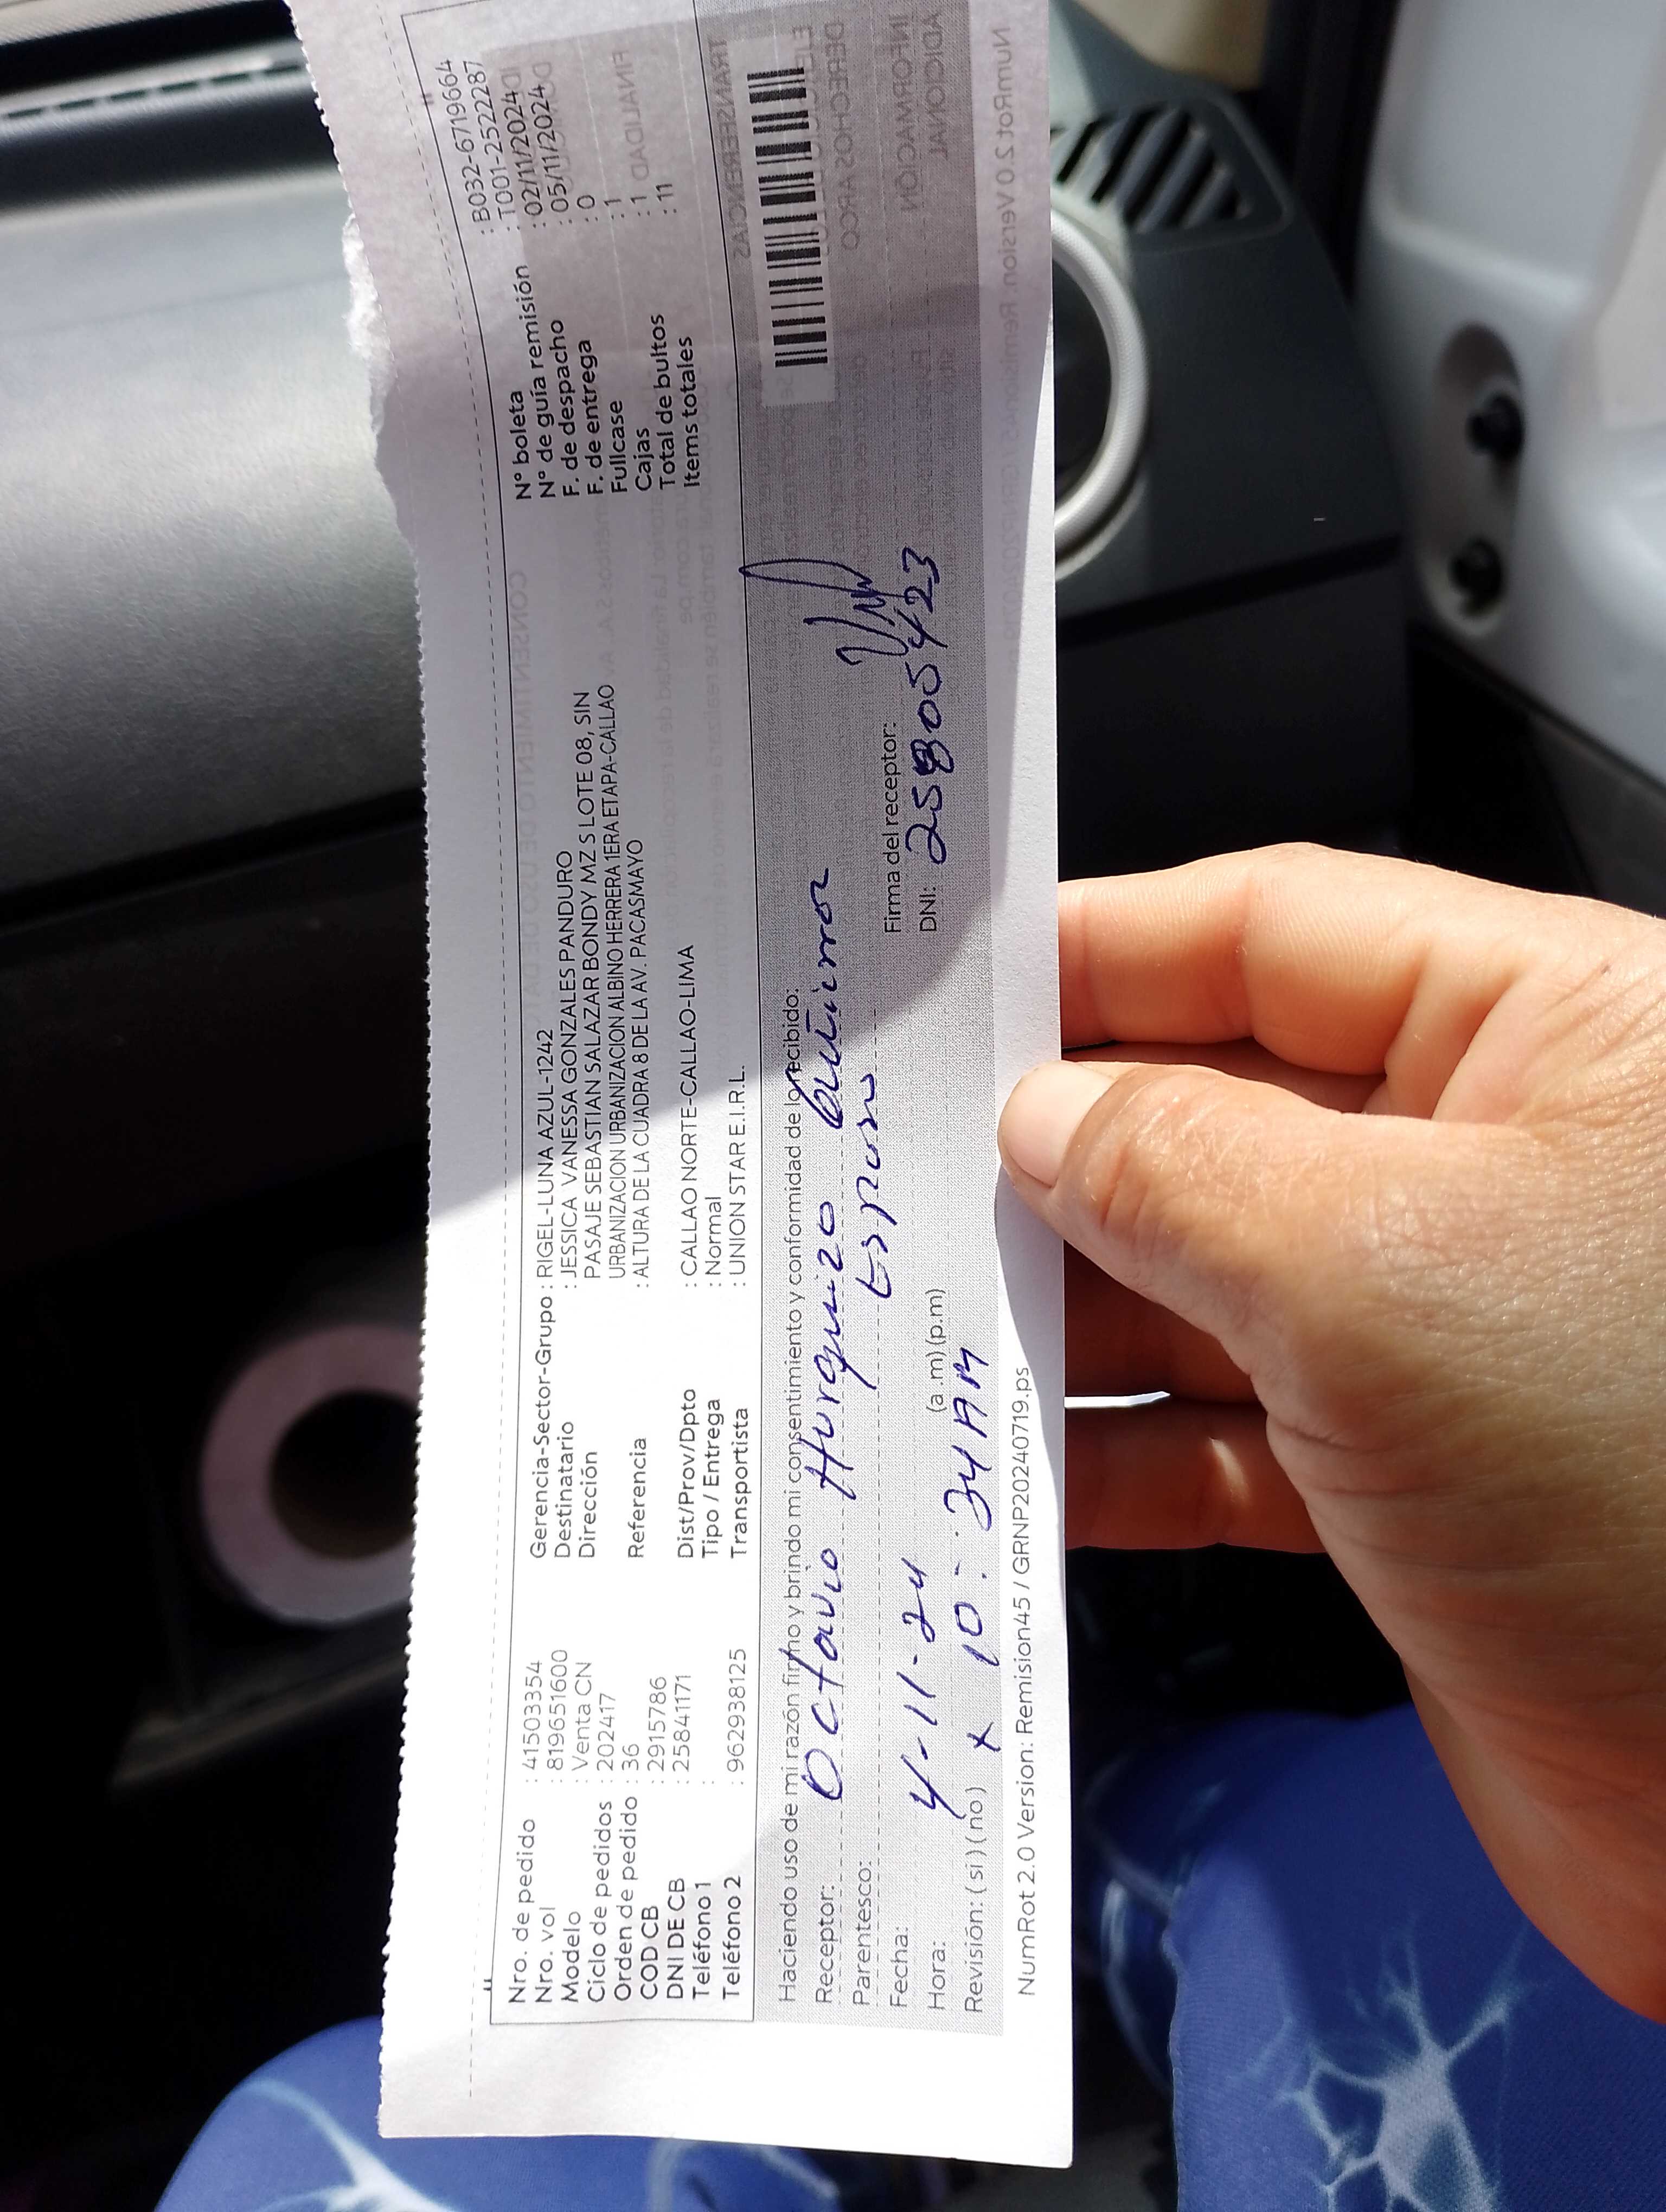 Nro. de pedido : 41503354
Nro. vol : 819651600
Modelo : Venta CN
Ciclo de pedidos : 202417
Orden de pedido : 36
COD CB : 2915786
DNI DE CB : 25841171
Teléfono 1 :
Teléfono 2 : 962938125
Gerencia-Sector-Grupo : RIGEL-LUNA AZUL-1242
Destinatario : JESSICA VANESSA GONZALES PANDURO
Dirección PASAJE SEBASTIAN SALAZAR BONDY MZ S LOTE 08, SIN
URBANIZACION URBANIZACION ALBINO HERRERA 1ERA ETAPA-CALLAO
Referencia : ALTURA DE LA CUADRA 8 DE LA AV. PACASMAYO
Dist/Prov/Dpto : CALLAO NORTE-CALLAO-LIMA
Tipo / Entrega : Normal
Transportista : UNION STAR E.I.R.L.
N° boleta : B032-6719664
N° de guía remisión : T001-2522287
F. de despacho : 02/11/2024
F. de entrega : 05/11/2024
Fullcase : 0
Cajas : 1
Total de bultos : 1
Items totales : 11
Haciendo uso de mi razón firmo y brindo mi consentimiento y conformidad de lo recibido:
Receptor: Octavio Hurquizo
Parentesco: Esposo
Fecha: 4-11-24
Hora: 10:34 AM (a .m) (p.m)
Revisión: ( si ) ( no ) x
Firma del receptor:
DNI: 25805423
NumRot 2.0 Version: Remision45 / GRNP20240719.ps